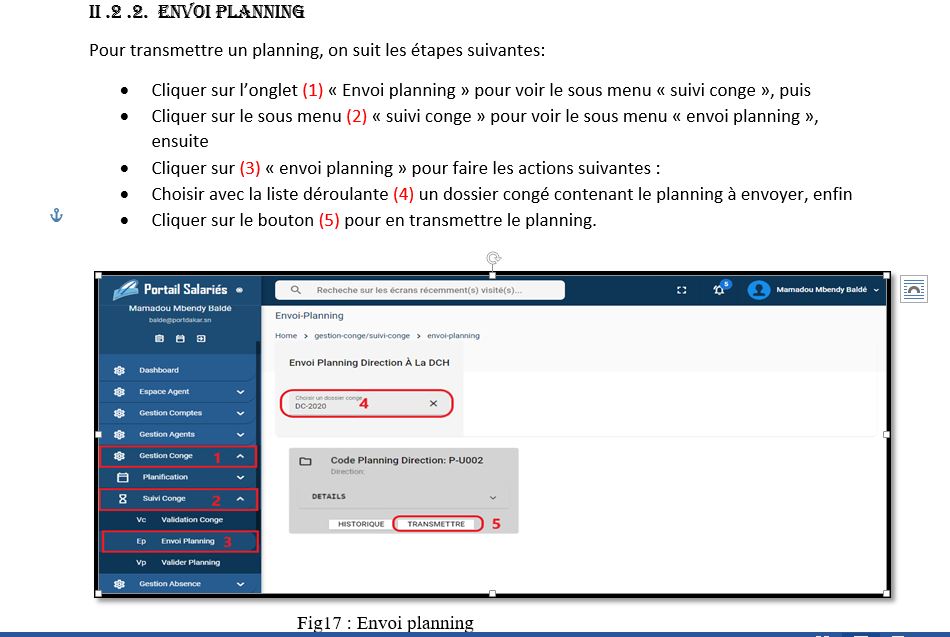 II .2 .2. ENVOI PLANNING
Pour transmettre un planning, on suit les étapes suivantes:
• Cliquer sur l’onglet (1) « Envoi planning » pour voir le sous menu « suivi conge », puis
• Cliquer sur le sous menu (2) « suivi conge » pour voir le sous menu « envoi planning »,
ensuite
• Cliquer sur (3) « envoi planning » pour faire les actions suivantes :
• Choisir avec la liste déroulante (4) un dossier congé contenant le planning à envoyer, enfin
• Cliquer sur le bouton (5) pour en transmettre le planning.
Portail Salariés
Mamadou Mbendy Baldé
balde@portdakar.sn
Dashboard
Espace Agent
Gestion Comptes
Gestion Agents
Gestion Conge 1
Planification
Suivi Conge 2
Vc Validation Conge
Ep Envoi Planning 3
Vp Valider Planning
Gestion Absence
Recheche sur les écrans récemment(s) visité(s)...
5
Mamadou Mbendy Baldé
Envoi-Planning
Home > gestion-conge/suivi-conge > envoi-planning
Envoi Planning Direction À La DCH
Choisir un dossier conge
DC-2020 4
Code Planning Direction: P-U002
Direction:
DETAILS
HISTORIQUE TRANSMETTRE 5
Fig17 : Envoi planning